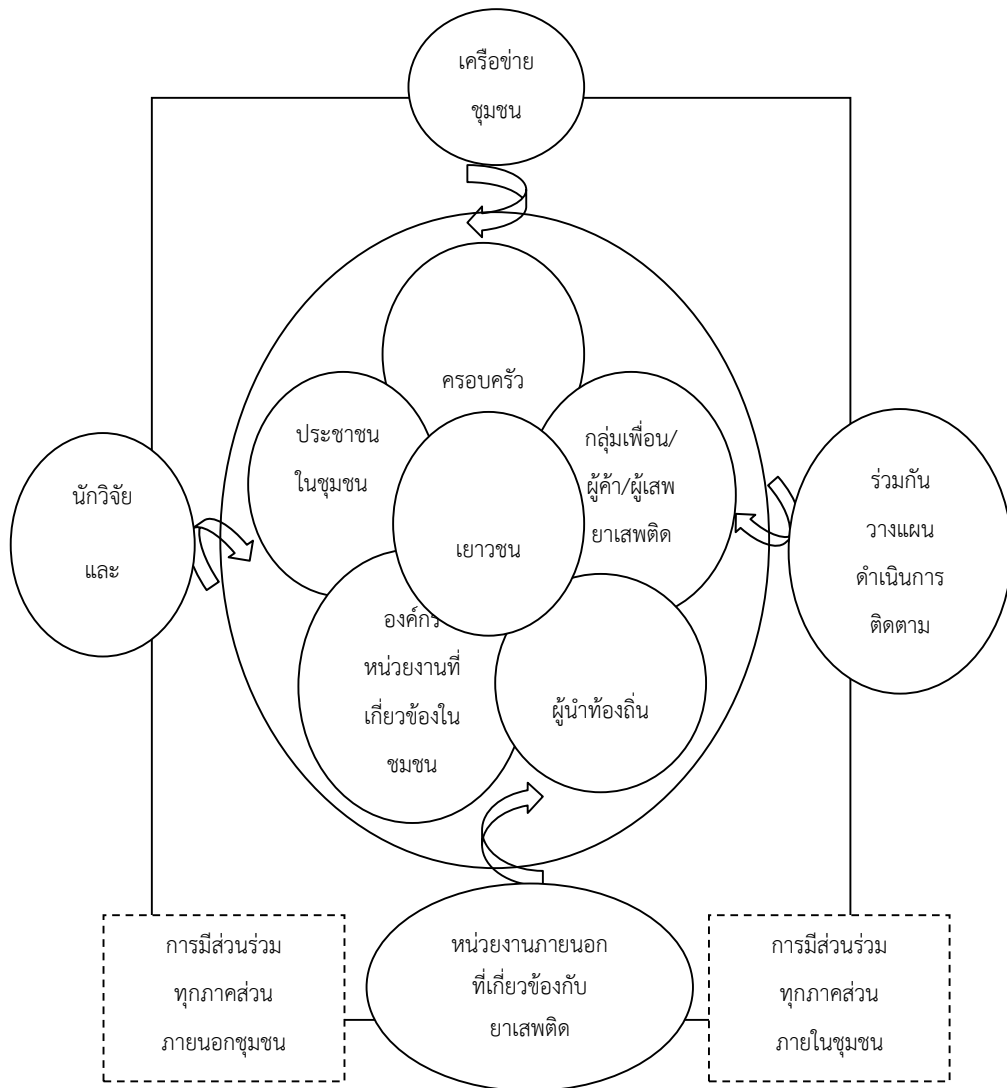 เครือข่าย
ชุมชน
ครอบครัว
ประชาชน
ในชุมชน
กลุ่มเพื่อน/
ผู้ค้า/ผู้เสพ
ยาเสพติด
นักวิจัย
และ
ร่วมกัน
วางแผน
ดำเนินการ
ติดตาม
เยาวชน
องค์กร
หน่วยงานที่
เกี่ยวข้องใน
ชมชน
ผู้นำท้องถิ่น
การมีส่วนร่วม
ทุกภาคส่วน
ภายนอกชุมชน
หน่วยงานภายนอก
ที่เกี่ยวข้องกับ
ยาเสพติด
การมีส่วนร่วม
ทุกภาคส่วน
ภายในชุมชน